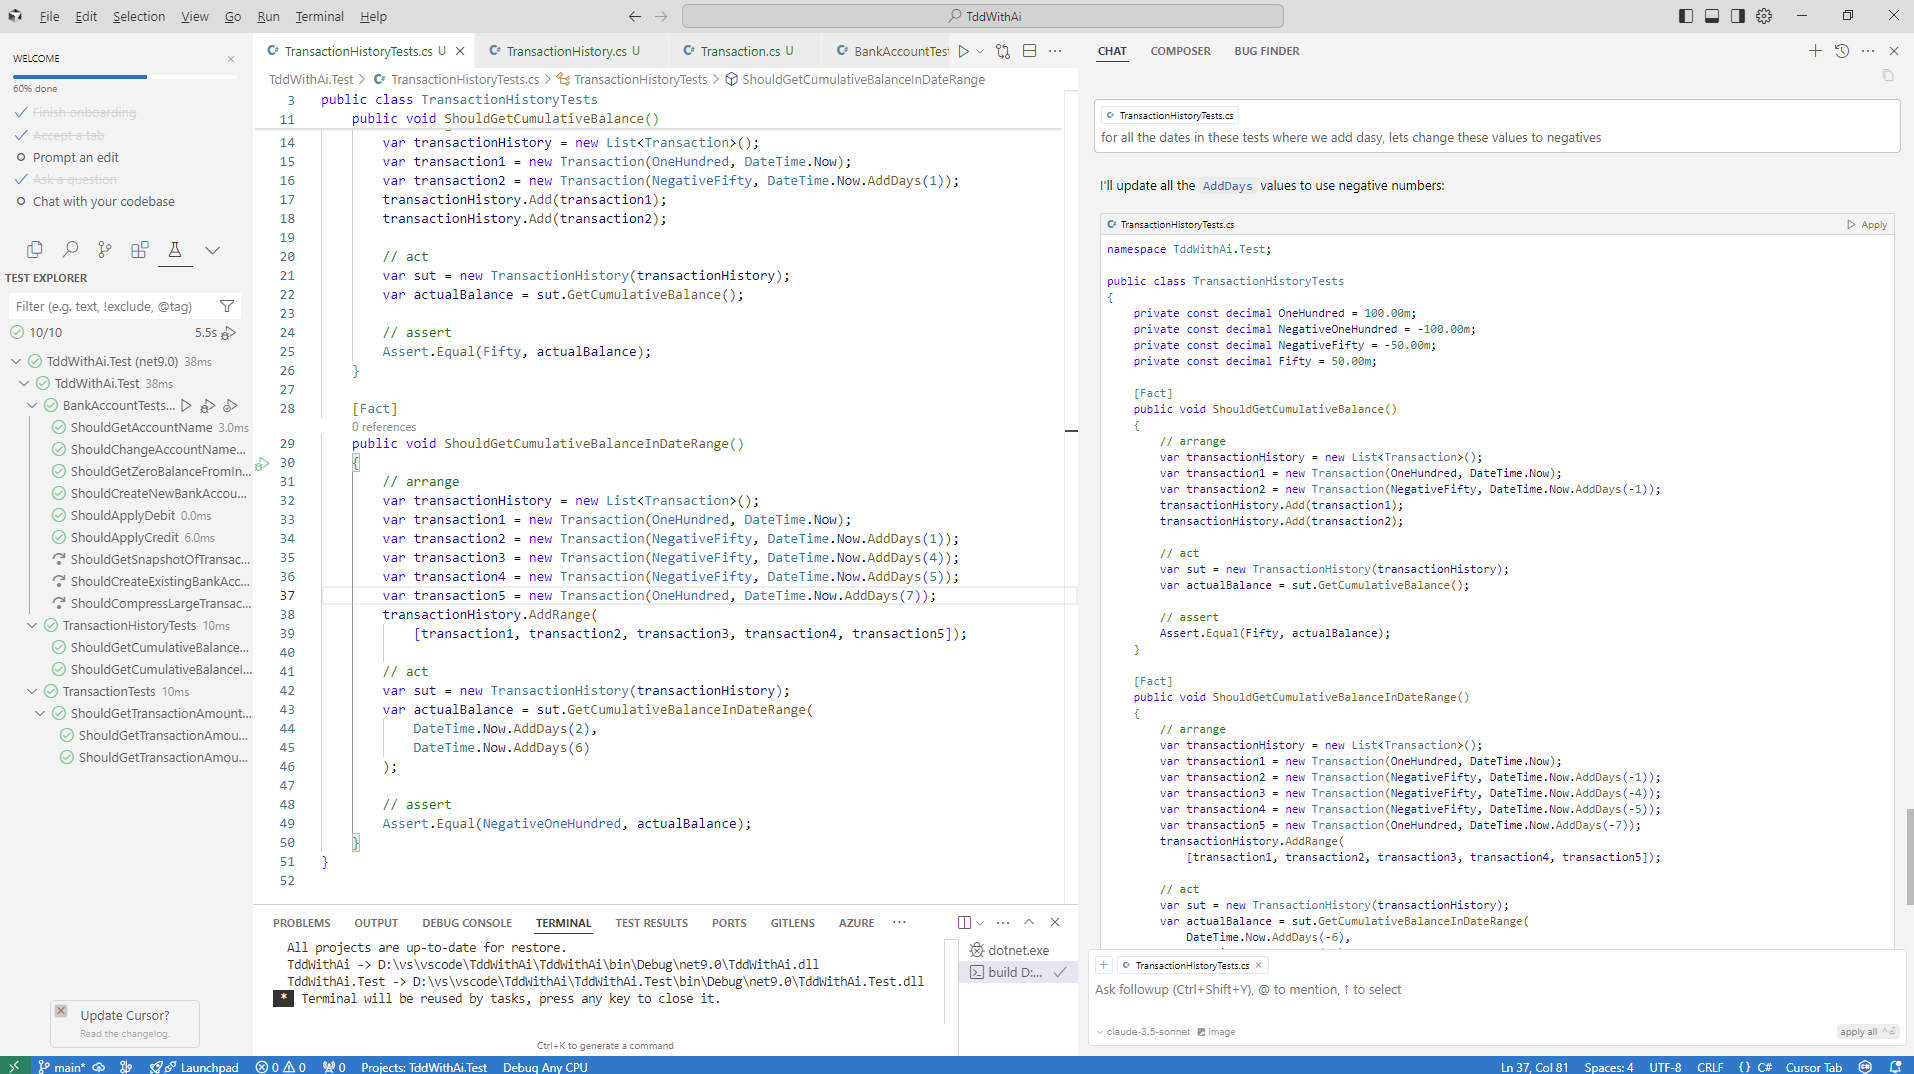 File Edit Selection View Go Run Terminal Help
TddWithAi
WELCOME
60% done
Finish onboarding
Accept a tab
Prompt an edit
Ask a question
Chat with your codebase
TEST EXPLORER
Filter (e.g. text, !exclude, @tag)
10/10 5.5s
TddWithAi.Test (net9.0) 38ms
TddWithAi.Test 38ms
BankAccountTests...
ShouldGetAccountName 3.0ms
ShouldChangeAccountName...
ShouldGetZeroBalanceFromIn...
ShouldCreateNewBankAccou...
ShouldApplyDebit 0.0ms
ShouldApplyCredit 6.0ms
ShouldGetSnapshotOfTransac...
ShouldCreateExistingBankAcc...
ShouldCompressLargeTransac...
TransactionHistoryTests 10ms
ShouldGetCumulativeBalance...
ShouldGetCumulativeBalanceI...
TransactionTests 10ms
ShouldGetTransactionAmount...
ShouldGetTransactionAmou...
ShouldGetTransactionAmou...
Update Cursor?
Read the changelog.
TransactionHistoryTests.cs U TransactionHistory.cs U Transaction.cs U BankAccountTest
TddWithAi.Test > TransactionHistoryTests.cs > TransactionHistoryTests > ShouldGetCumulativeBalanceInDateRange
3 public class TransactionHistoryTests
11 public void ShouldGetCumulativeBalance()
14 var transactionHistory = new List<Transaction>();
15 var transaction1 = new Transaction(OneHundred, DateTime.Now);
16 var transaction2 = new Transaction(NegativeFifty, DateTime.Now.AddDays(1));
17 transactionHistory.Add(transaction1);
18 transactionHistory.Add(transaction2);
19
20 // act
21 var sut = new TransactionHistory(transactionHistory);
22 var actualBalance = sut.GetCumulativeBalance();
23
24 // assert
25 Assert.Equal(Fifty, actualBalance);
26 }
27
28 [Fact]
0 references
29 public void ShouldGetCumulativeBalanceInDateRange()
30 {
31 // arrange
32 var transactionHistory = new List<Transaction>();
33 var transaction1 = new Transaction(OneHundred, DateTime.Now);
34 var transaction2 = new Transaction(NegativeFifty, DateTime.Now.AddDays(1));
35 var transaction3 = new Transaction(NegativeFifty, DateTime.Now.AddDays(4));
36 var transaction4 = new Transaction(NegativeFifty, DateTime.Now.AddDays(5));
37 var transaction5 = new Transaction(OneHundred, DateTime.Now.AddDays(7));
38 transactionHistory.AddRange(
39 [transaction1, transaction2, transaction3, transaction4, transaction5]);
40
41 // act
42 var sut = new TransactionHistory(transactionHistory);
43 var actualBalance = sut.GetCumulativeBalanceInDateRange(
44 DateTime.Now.AddDays(2),
45 DateTime.Now.AddDays(6)
46 );
47
48 // assert
49 Assert.Equal(NegativeOneHundred, actualBalance);
50 }
51 }
52
PROBLEMS OUTPUT DEBUG CONSOLE TERMINAL TEST RESULTS PORTS GITLENS AZURE ...
All projects are up-to-date for restore.
TddWithAi -> D:\vs\vscode\TddWithAi\TddWithAi\bin\Debug\net9.0\TddWithAi.dll
TddWithAi.Test -> D:\vs\vscode\TddWithAi\TddWithAi.Test\bin\Debug\net9.0\TddWithAi.Test.dll
* Terminal will be reused by tasks, press any key to close it.
Ctrl+K to generate a command
dotnet.exe
build D:...
CHAT COMPOSER BUG FINDER
TransactionHistoryTests.cs
for all the dates in these tests where we add dasy, lets change these values to negatives
I'll update all the AddDays values to use negative numbers:
TransactionHistoryTests.cs Apply
namespace TddWithAi.Test;
public class TransactionHistoryTests
{
private const decimal OneHundred = 100.00m;
private const decimal NegativeOneHundred = -100.00m;
private const decimal NegativeFifty = -50.00m;
private const decimal Fifty = 50.00m;
[Fact]
public void ShouldGetCumulativeBalance()
{
// arrange
var transactionHistory = new List<Transaction>();
var transaction1 = new Transaction(OneHundred, DateTime.Now);
var transaction2 = new Transaction(NegativeFifty, DateTime.Now.AddDays(-1));
transactionHistory.Add(transaction1);
transactionHistory.Add(transaction2);
// act
var sut = new TransactionHistory(transactionHistory);
var actualBalance = sut.GetCumulativeBalance();
// assert
Assert.Equal(Fifty, actualBalance);
}
[Fact]
public void ShouldGetCumulativeBalanceInDateRange()
{
// arrange
var transactionHistory = new List<Transaction>();
var transaction1 = new Transaction(OneHundred, DateTime.Now);
var transaction2 = new Transaction(NegativeFifty, DateTime.Now.AddDays(-1));
var transaction3 = new Transaction(NegativeFifty, DateTime.Now.AddDays(-4));
var transaction4 = new Transaction(NegativeFifty, DateTime.Now.AddDays(-5));
var transaction5 = new Transaction(OneHundred, DateTime.Now.AddDays(-7));
transactionHistory.AddRange(
[transaction1, transaction2, transaction3, transaction4, transaction5]);
// act
var sut = new TransactionHistory(transactionHistory);
var actualBalance = sut.GetCumulativeBalanceInDateRange(
DateTime.Now.AddDays(-6),
TransactionHistoryTests.cs
Ask followup (Ctrl+Shift+Y), @ to mention, ↑ to select
claude-3.5-sonnet image apply all
main* Launchpad 0 0 0 Projects: TddWithAi.Test Debug Any CPU Ln 37, Col 81 Spaces: 4 UTF-8 CRLF {} C# Cursor Tab